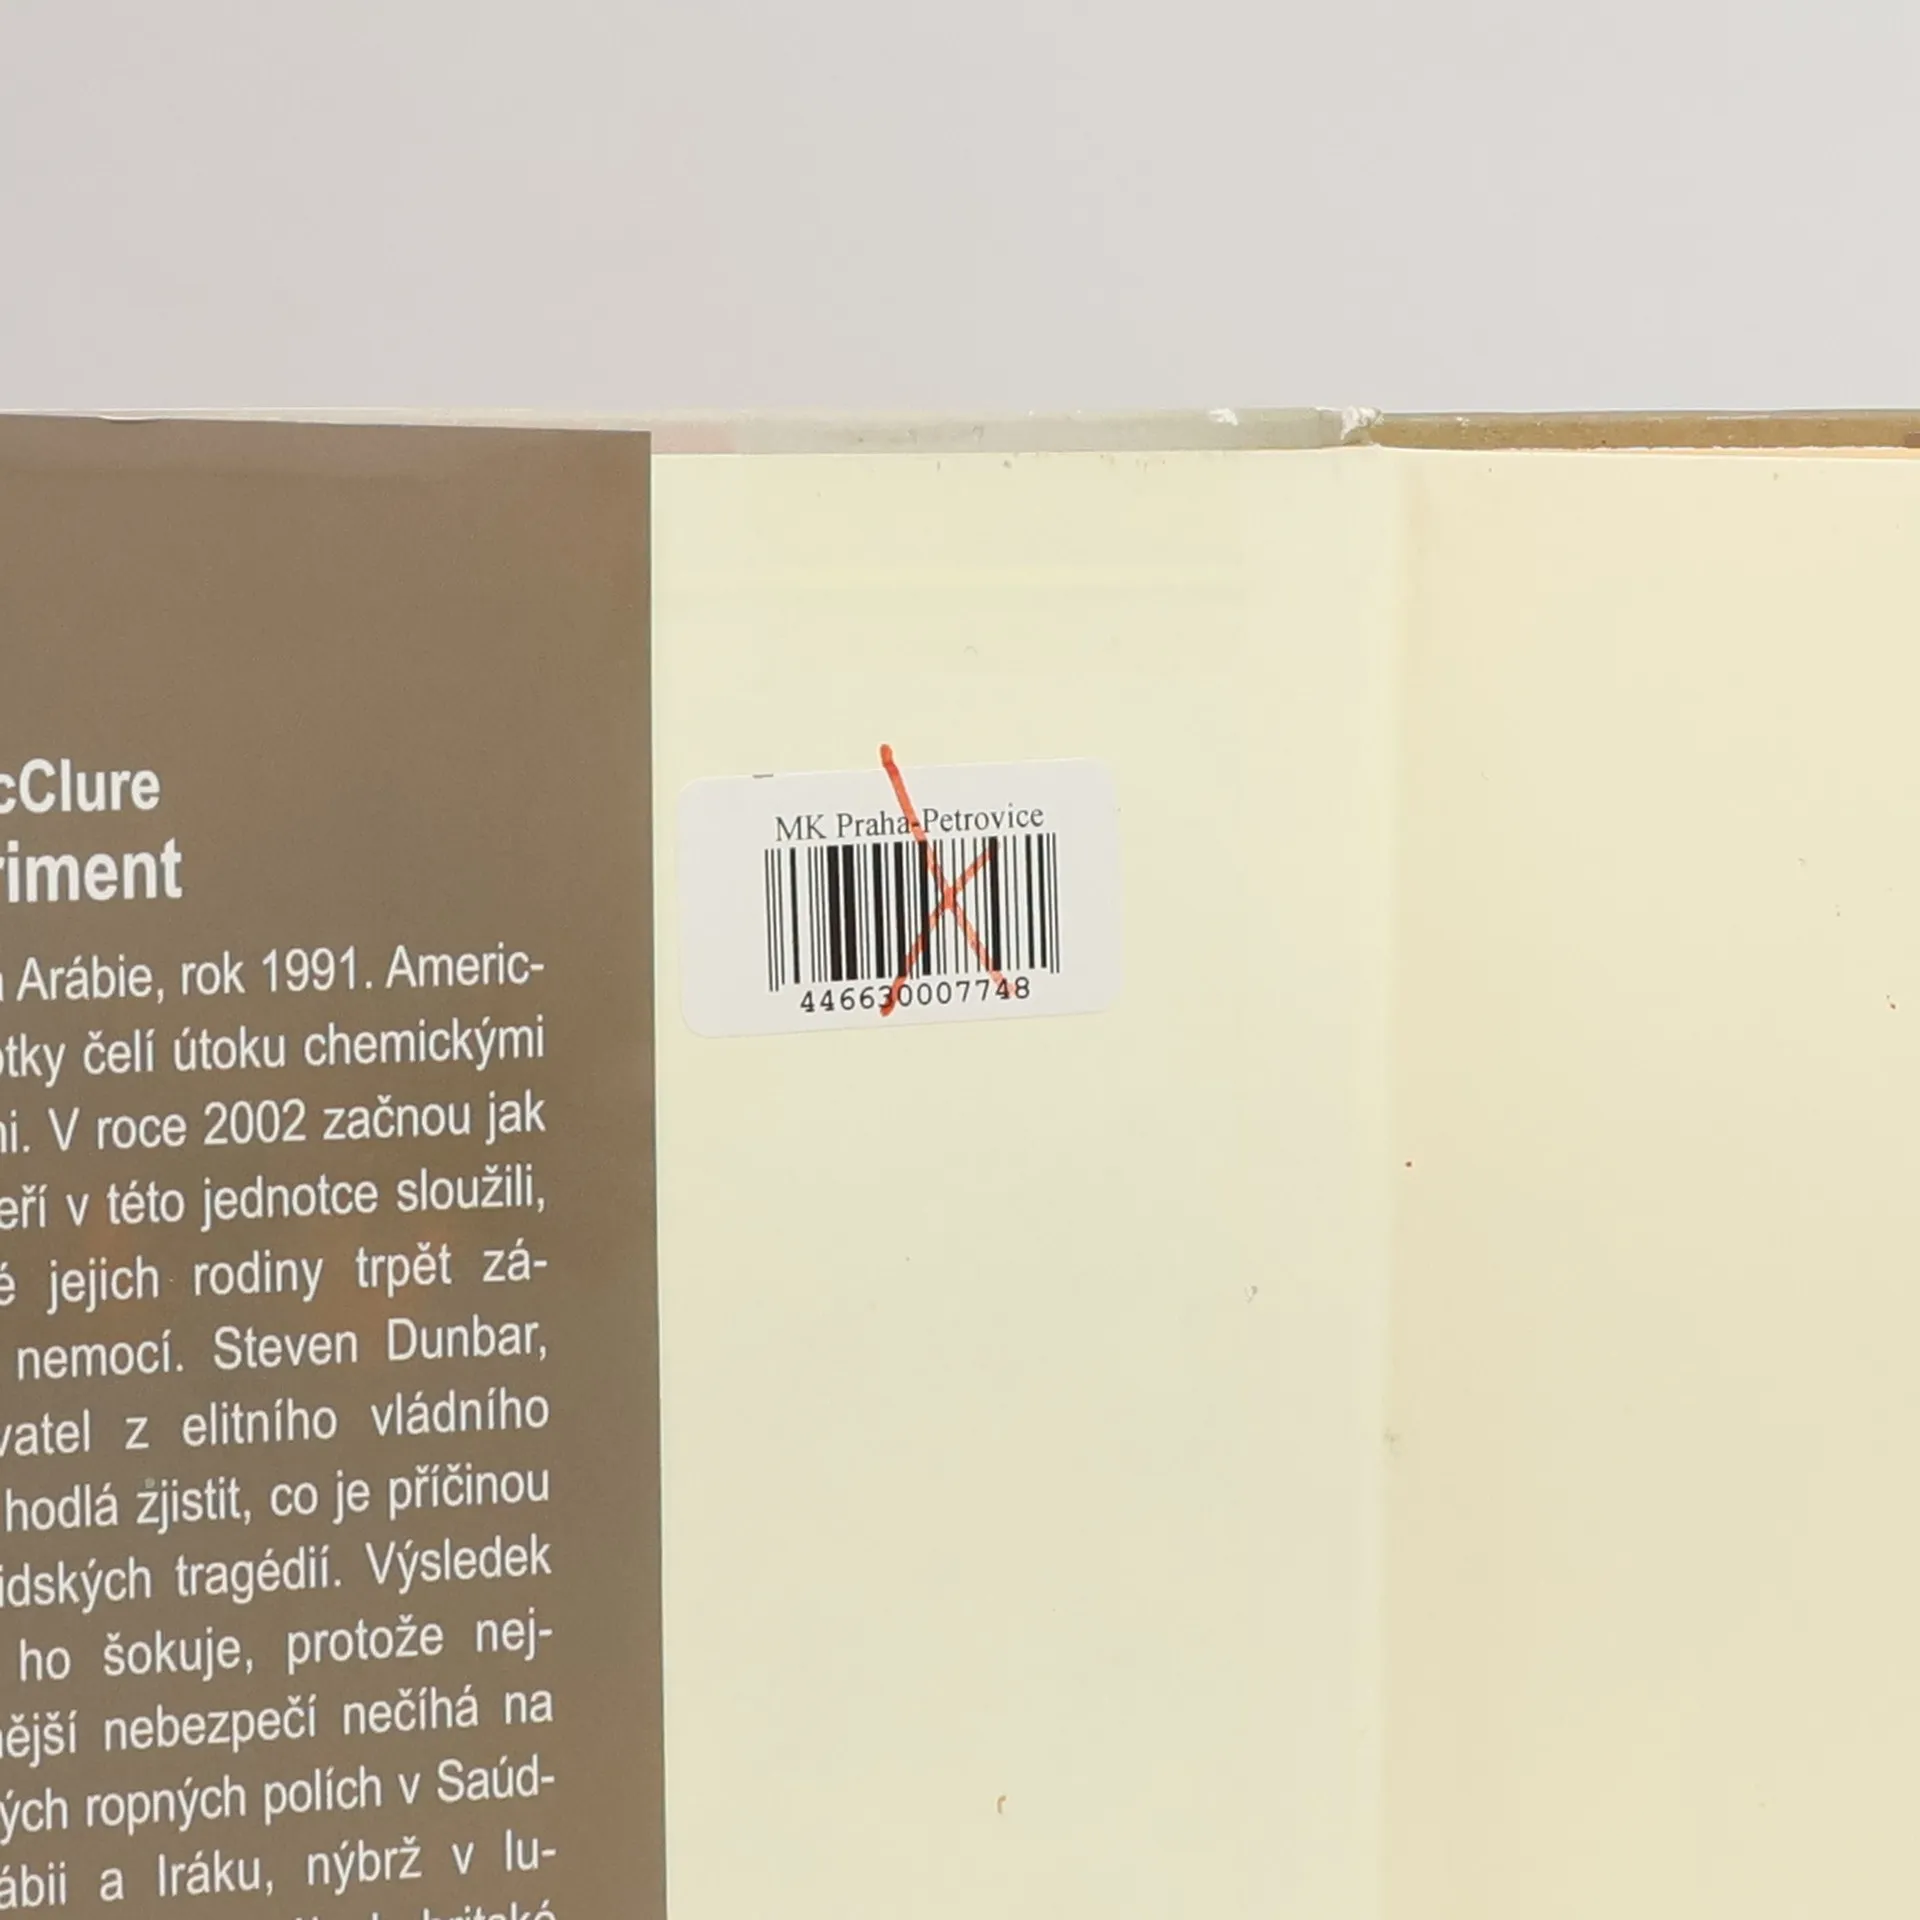 cClure
riment
Arábie, rok 1991. Americ-
otky čelí útoku chemickými
ni. V roce 2002 začnou jak
eří v této jednotce sloužili,
é jejich rodiny trpět zá-
nemocí. Steven Dunbar,
vatel z elitního vládního
hodlá zjistit, co je příčinou
idských tragédií. Výsledek
ho šokuje, protože nej-
nější nebezpečí nečíhá na
ých ropných polích v Saúd-
ábii a Iráku, nýbrž v lu-
MK Praha-Petrovice
446630007748